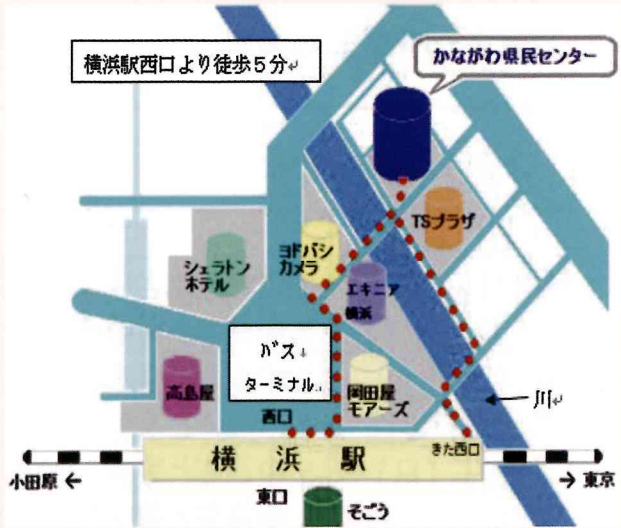 横浜駅西口より徒歩５分
かながわ県民センター
TSプラザ
ヨドバシ
カメラ
シェラトン
ホテル
エキニア
横浜
バス
ターミナル
高島屋
岡田屋
モアーズ
川
西口
きた西口
横 浜 駅
小田原 ←
→ 東京
東口
そごう